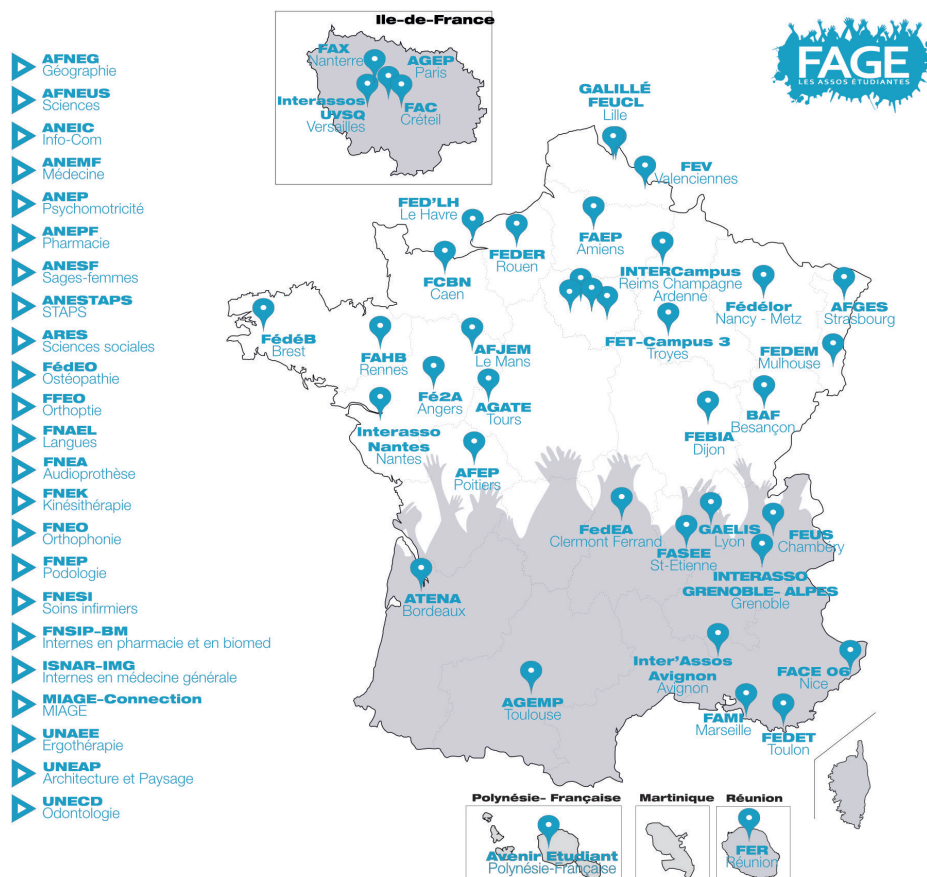 Ile-de-France
FAX
Nanterre
AGEP
Paris
Interassos
UVSQ
Versailles
FAC
Créteil
FAGE
LES ASSOS ÉTUDIANTES
AFNEG
Géographie
AFNEUS
Sciences
ANEIC
Info-Com
ANEMF
Médecine
ANEP
Psychomotricité
ANEPF
Pharmacie
ANESF
Sages-femmes
ANESTAPS
STAPS
ARES
Sciences sociales
FédEO
Ostéopathie
FFEO
Orthoptie
FNAEL
Langues
FNEA
Audioprothèse
FNEK
Kinésithérapie
FNEO
Orthophonie
FNEP
Podologie
FNESI
Soins infirmiers
FNSIP-BM
Internes en pharmacie et en biomed
ISNAR-IMG
Internes en médecine générale
MIAGE-Connection
MIAGE
UNAEE
Ergothérapie
UNEAP
Architecture et Paysage
UNECD
Odontologie
GALILLÉ
FEUCL
Lille
FEV
Valenciennes
FED'LH
Le Havre
FEDER
Rouen
FAEP
Amiens
FCBN
Caen
INTERCampus
Reims Champagne
Ardenne
Fédélor
Nancy - Metz
AFGES
Strasbourg
FédéB
Brest
FAHB
Rennes
AFJEM
Le Mans
FET-Campus 3
Troyes
FEDEM
Mulhouse
Fé2A
Angers
AGATE
Tours
BAF
Besançon
FEBIA
Dijon
Interasso
Nantes
Nantes
AFEP
Poitiers
FedEA
Clermont Ferrand
GAELIS
Lyon
FASEE
St-Etienne
FEUS
Chambery
INTERASSO
GRENOBLE- ALPES
Grenoble
ATENA
Bordeaux
Inter'Assos
Avignon
Avignon
FACE 06
Nice
AGEMP
Toulouse
FAMI
Marseille
FEDET
Toulon
Polynésie- Française
Avenir Etudiant
Polynésie-Française
Martinique
Réunion
FER
Réunion